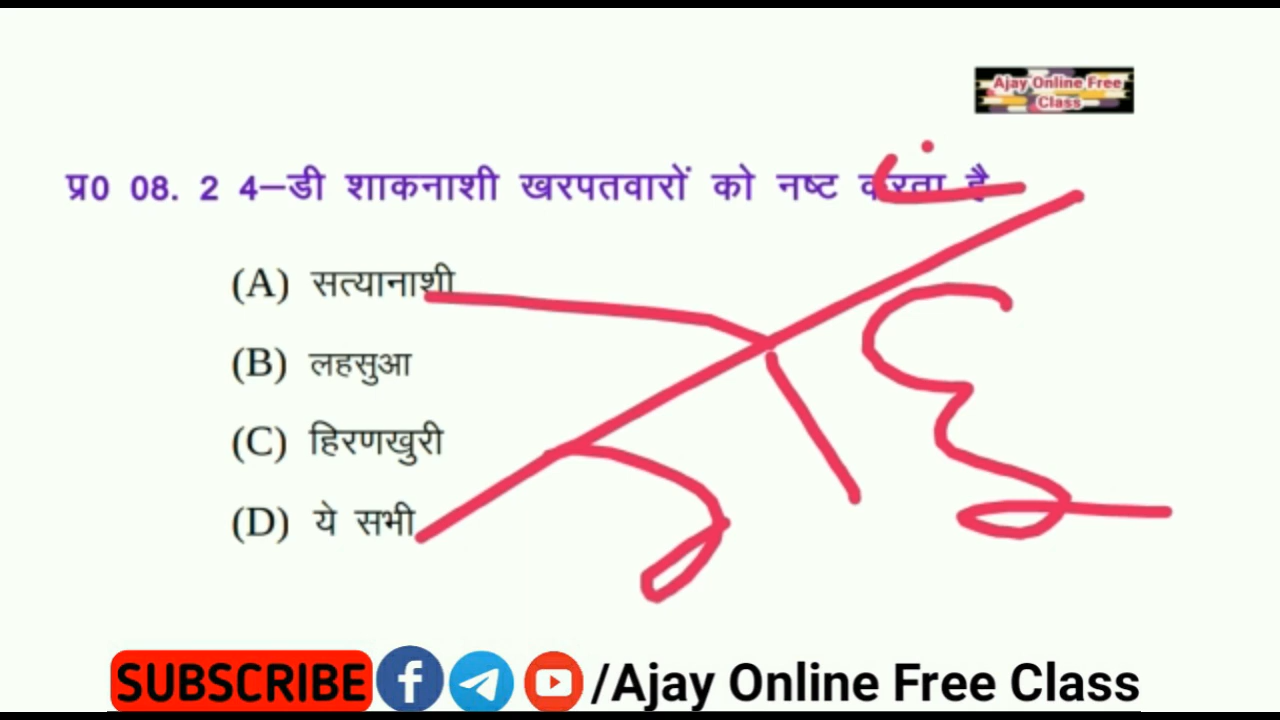 Ajay Online Free
Class
प्र0 08. 2 4–डी शाकनाशी खरपतवारों को नष्ट करता है
(A) सत्यानाशी
(B) लहसुआ
(C) हिरणखुरी
(D) ये सभी
SUBSCRIBE f /Ajay Online Free Class